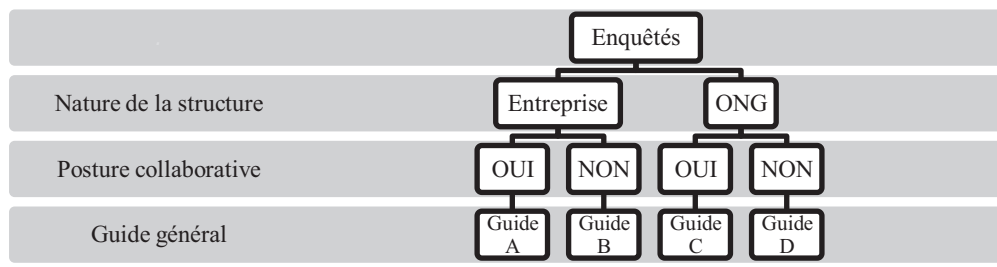 Enquêtés
Nature de la structure
Entreprise
ONG
Posture collaborative
OUI
NON
OUI
NON
Guide général
Guide
A
Guide
B
Guide
C
Guide
D